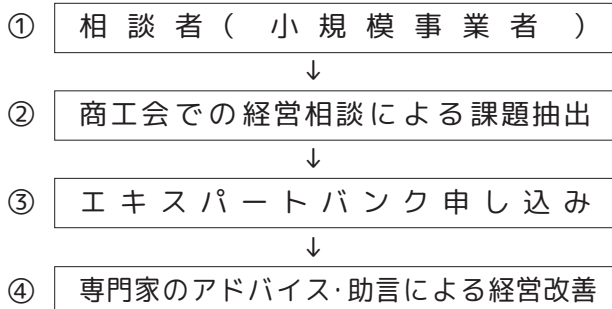 ① 相談者(小規模事業者)
↓
② 商工会での経営相談による課題抽出
↓
③ エキスパートバンク申し込み
↓
④ 専門家のアドバイス・助言による経営改善